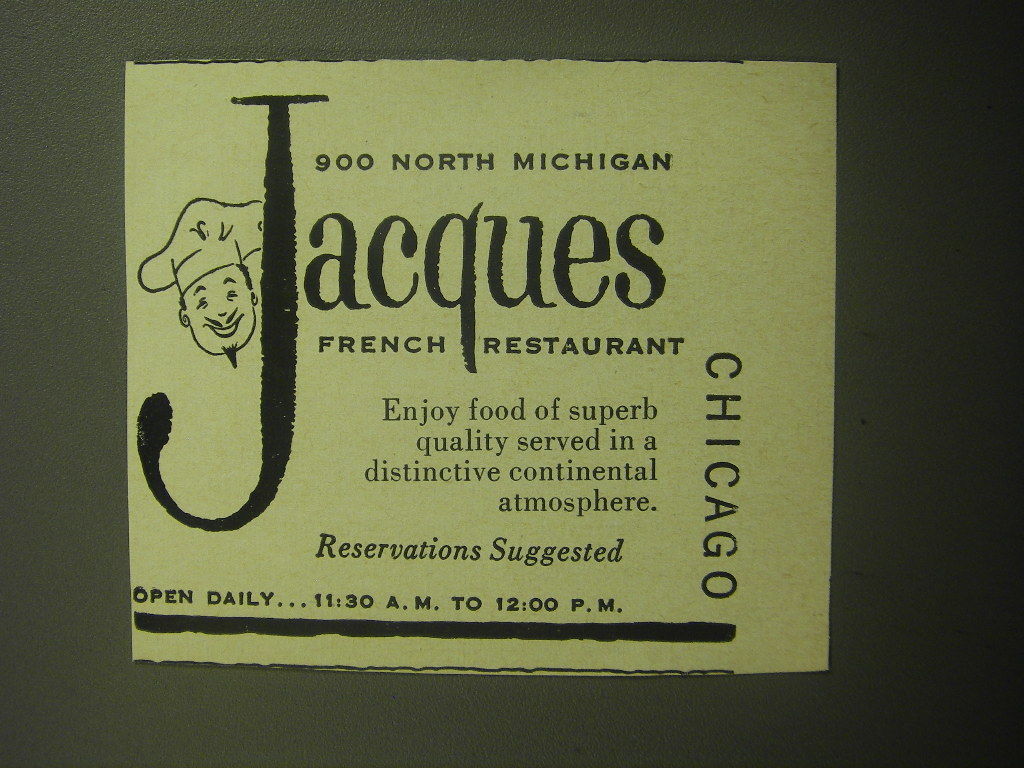 900 NORTH MICHIGAN
Jacques
FRENCH RESTAURANT
Enjoy food of superb
quality served in a
distinctive continental
atmosphere.
Reservations Suggested
OPEN DAILY... 11:30 A.M. TO 12:00 P.M.
CHICAGO